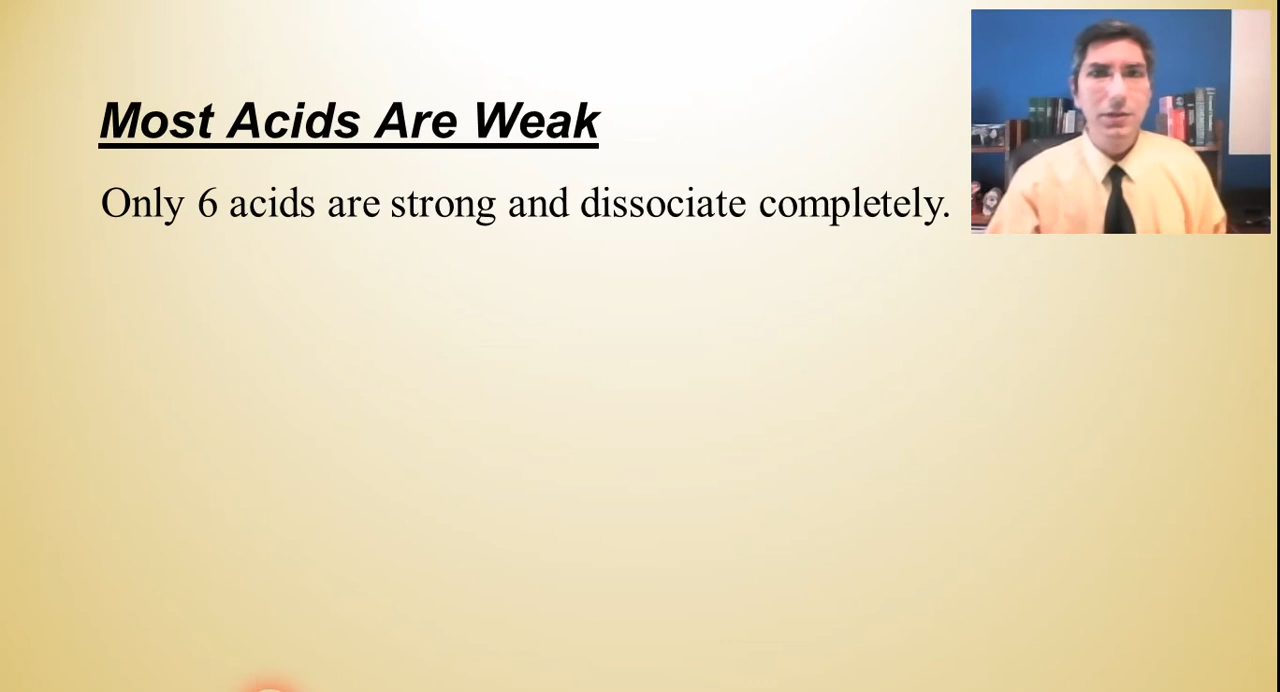 Most Acids Are Weak
Only 6 acids are strong and dissociate completely.